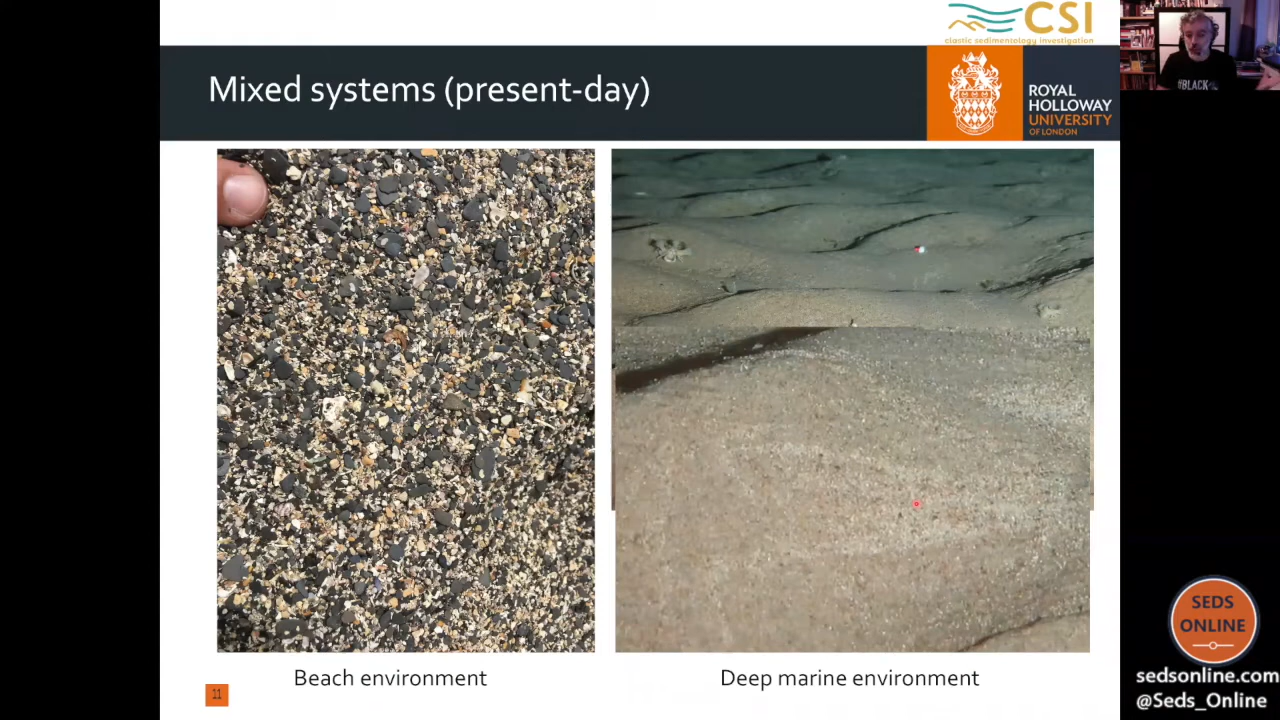 CSI
clastic sedimentology investigation
Mixed systems (present-day)
ROYAL
HOLLOWAY
UNIVERSITY
OF LONDON
#BLACK
Beach environment
Deep marine environment
11
SEDS
ONLINE
sedsonline.com
@Seds_Online